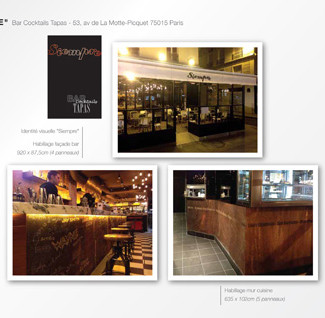 E" Bar Cocktails Tapas - 53, av de La Motte-Picquet 75015 Paris
Siempre
BAR
Cocktails
TAPAS
Siempre
Identité visuelle "Siempre"
Habillage façade bar
920 x 87,5cm (4 panneaux)
Habillage mur cuisine
635 x 102cm (5 panneaux)